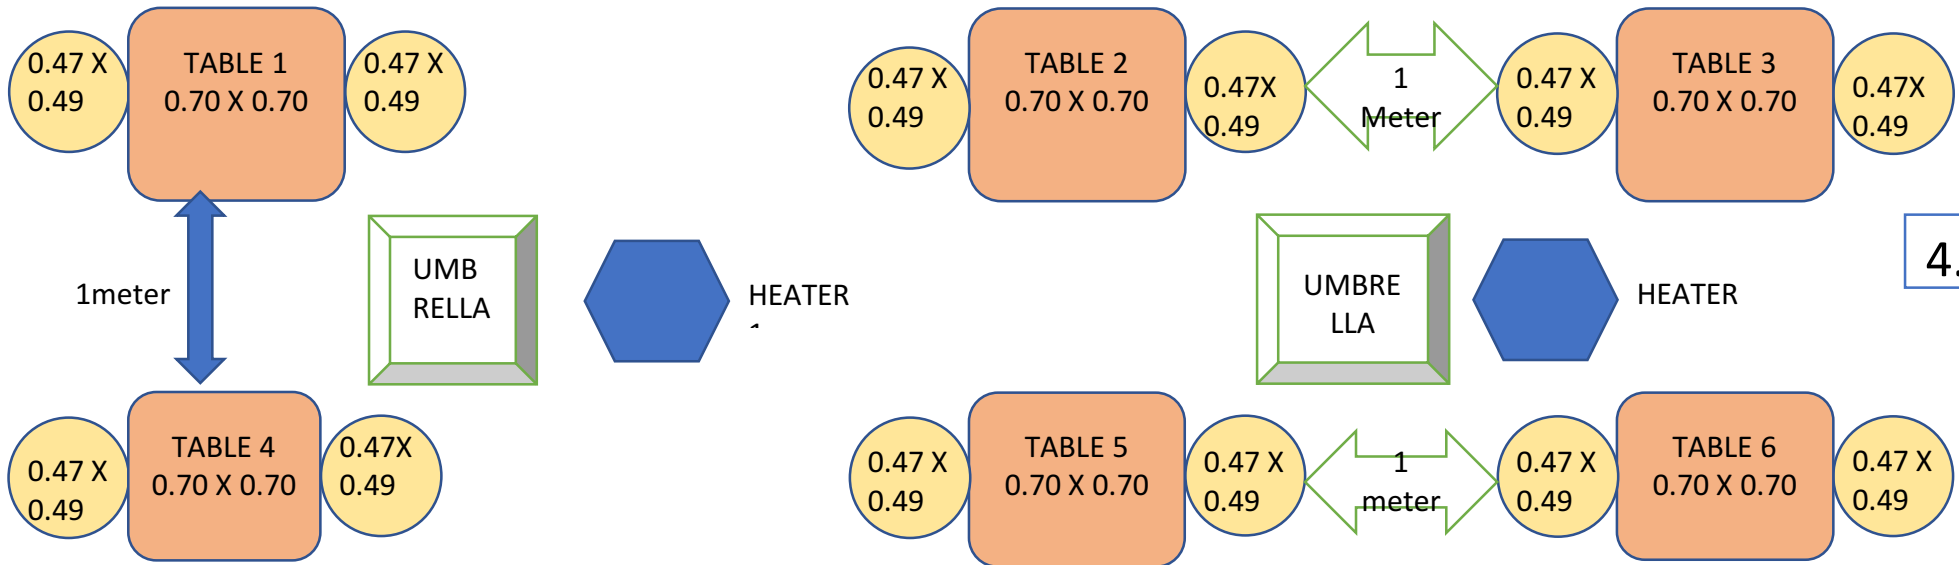 0.47 X
0.49
TABLE 1
0.70 X 0.70
0.47 X
0.49
0.47 X
0.49
TABLE 2
0.70 X 0.70
0.47X
0.49
1
Meter
0.47 X
0.49
TABLE 3
0.70 X 0.70
0.47X
0.49
1meter
UMB
RELLA
HEATER
UMBRE
LLA
HEATER
4.
0.47 X
0.49
TABLE 4
0.70 X 0.70
0.47X
0.49
0.47 X
0.49
TABLE 5
0.70 X 0.70
0.47 X
0.49
1
meter
0.47 X
0.49
TABLE 6
0.70 X 0.70
0.47 X
0.49